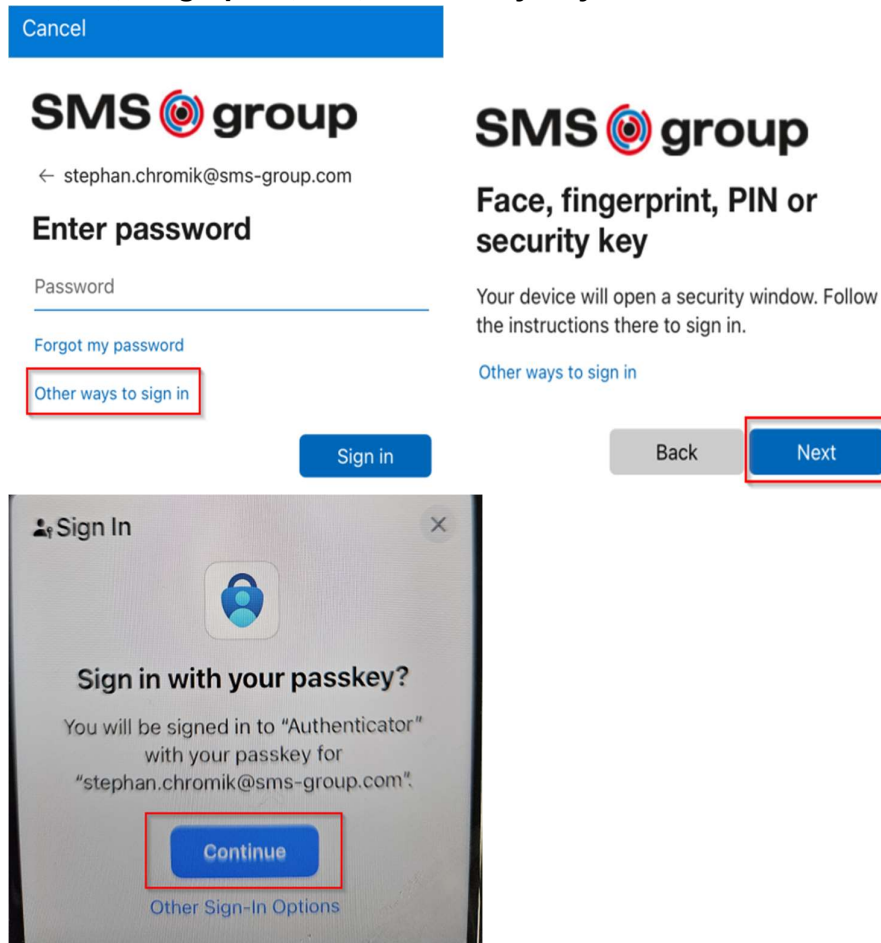 Cancel
SMS group
← stephan.chromik@sms-group.com
Enter password
Password
Forgot my password
Other ways to sign in
Sign in
SMS group
Face, fingerprint, PIN or
security key
Your device will open a security window. Follow
the instructions there to sign in.
Other ways to sign in
Back
Next
Sign In
Sign in with your passkey?
You will be signed in to “Authenticator”
with your passkey for
“stephan.chromik@sms-group.com”.
Continue
Other Sign-In Options